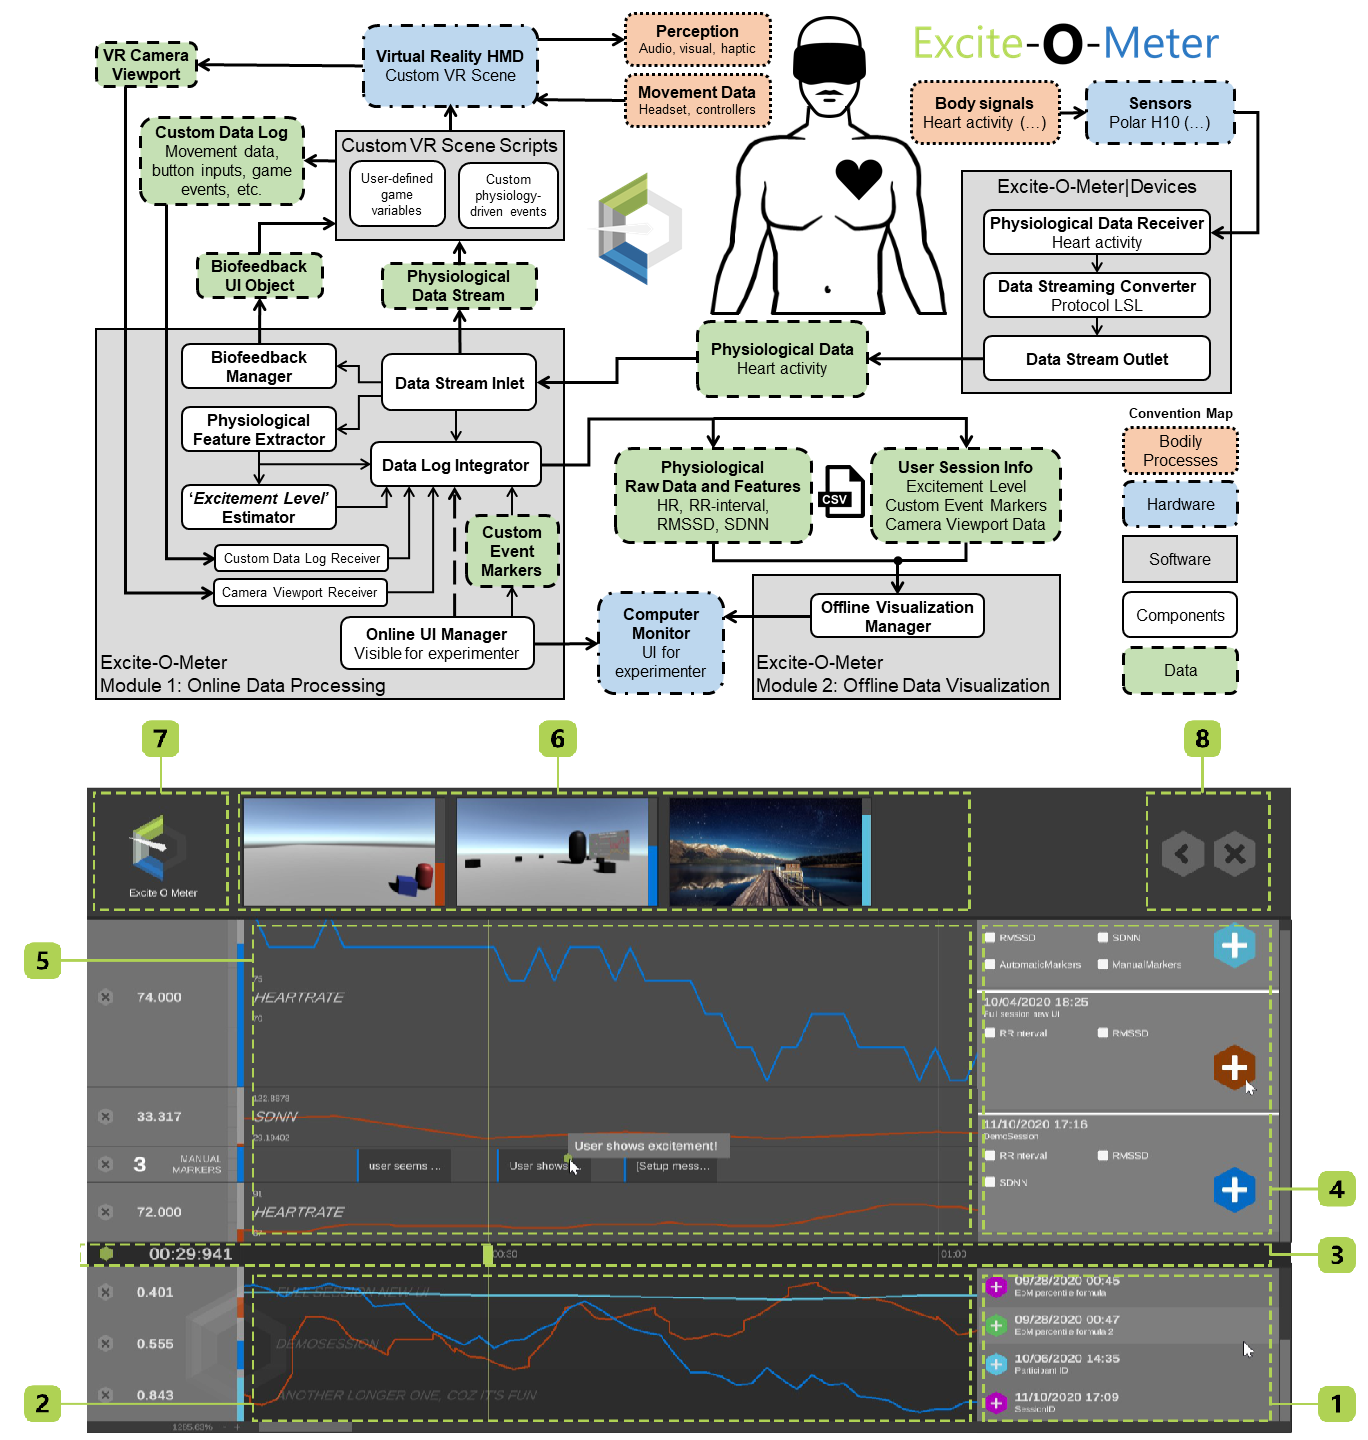 Excite-O-Meter
VR Camera
Viewport
Virtual Reality HMD
Custom VR Scene
Perception
Audio, visual, haptic
Movement Data
Headset, controllers
Body signals
Heart activity (...)
Sensors
Polar H10 (...)
Custom Data Log
Movement data,
button inputs, game
events, etc.
Custom VR Scene Scripts
User-defined
game
variables
Custom
physiology-
driven events
Excite-O-Meter|Devices
Physiological Data Receiver
Heart activity
Data Streaming Converter
Protocol LSL
Data Stream Outlet
Biofeedback
UI Object
Physiological
Data Stream
Physiological Data
Heart activity
Biofeedback
Manager
Data Stream Inlet
Physiological
Feature Extractor
Data Log Integrator
'Excitement Level'
Estimator
Custom Data Log Receiver
Camera Viewport Receiver
Custom
Event
Markers
Online UI Manager
Visible for experimenter
Excite-O-Meter
Module 1: Online Data Processing
Physiological
Raw Data and Features
HR, RR-interval,
RMSSD, SDNN
CSV
User Session Info
Excitement Level
Custom Event Markers
Camera Viewport Data
Computer
Monitor
UI for
experimenter
Offline Visualization
Manager
Excite-O-Meter
Module 2: Offline Data Visualization
Convention Map
Bodily
Processes
Hardware
Software
Components
Data
7
6
8
Excite O Meter
5
74.000
75
HEARTRATE
70
RMSSD
SDNN
AutomaticMarkers
ManualMarkers
10/04/2020 18:25
Full session new UI
RRInterval
RMSSD
33.317
122.8878
SDNN
29.19402
3
MANUAL
MARKERS
user seems ...
User shows...
User shows excitement!
[Setup mess...
11/10/2020 17:16
DemoSession
RRInterval
RMSSD
SDNN
4
72.000
91
HEARTRATE
00:29:941
00:30
01:00
3
0.401
FULL SESSION NEW UI
0.555
DEMOSESSION
0.843
ANOTHER LONGER ONE, COZ IT'S FUN
2
09/28/2020 00:45
EoM percentile formula
09/28/2020 00:47
EoM percentile formula 2
10/06/2020 14:35
Participant ID
11/10/2020 17:09
SessionID
1
- +